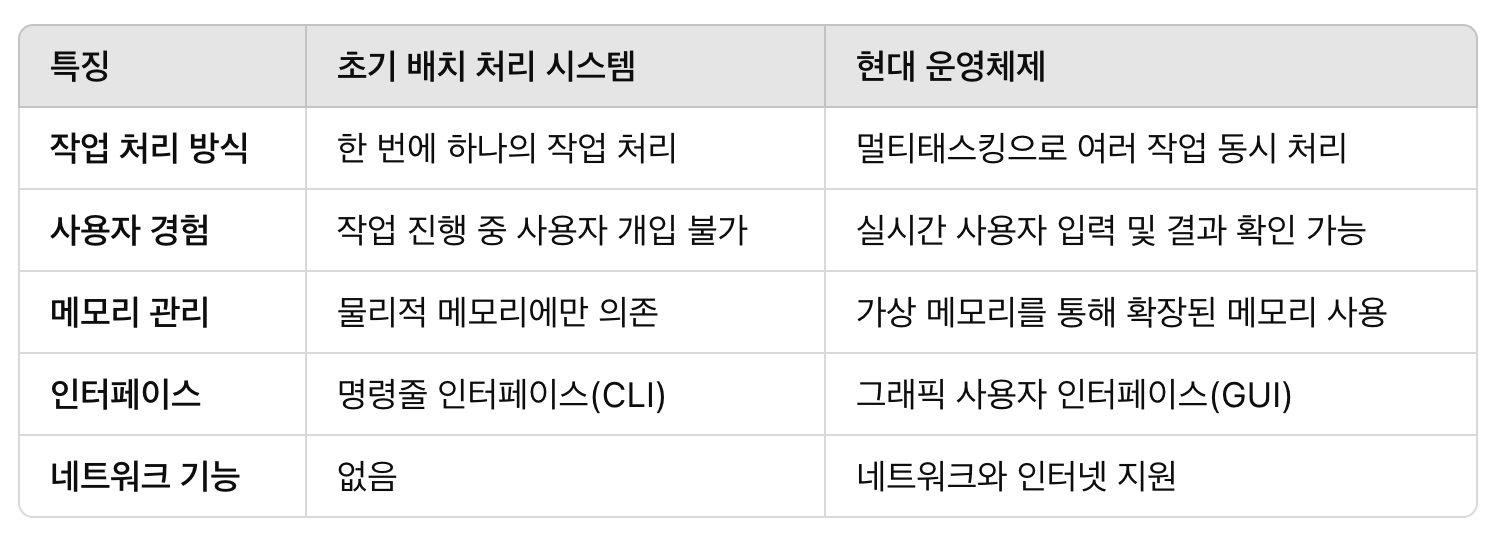 특징 초기 배치 처리 시스템 현대 운영체제
작업 처리 방식 한 번에 하나의 작업 처리 멀티태스킹으로 여러 작업 동시 처리
사용자 경험 작업 진행 중 사용자 개입 불가 실시간 사용자 입력 및 결과 확인 가능
메모리 관리 물리적 메모리에만 의존 가상 메모리를 통해 확장된 메모리 사용
인터페이스 명령줄 인터페이스(CLI) 그래픽 사용자 인터페이스(GUI)
네트워크 기능 없음 네트워크와 인터넷 지원